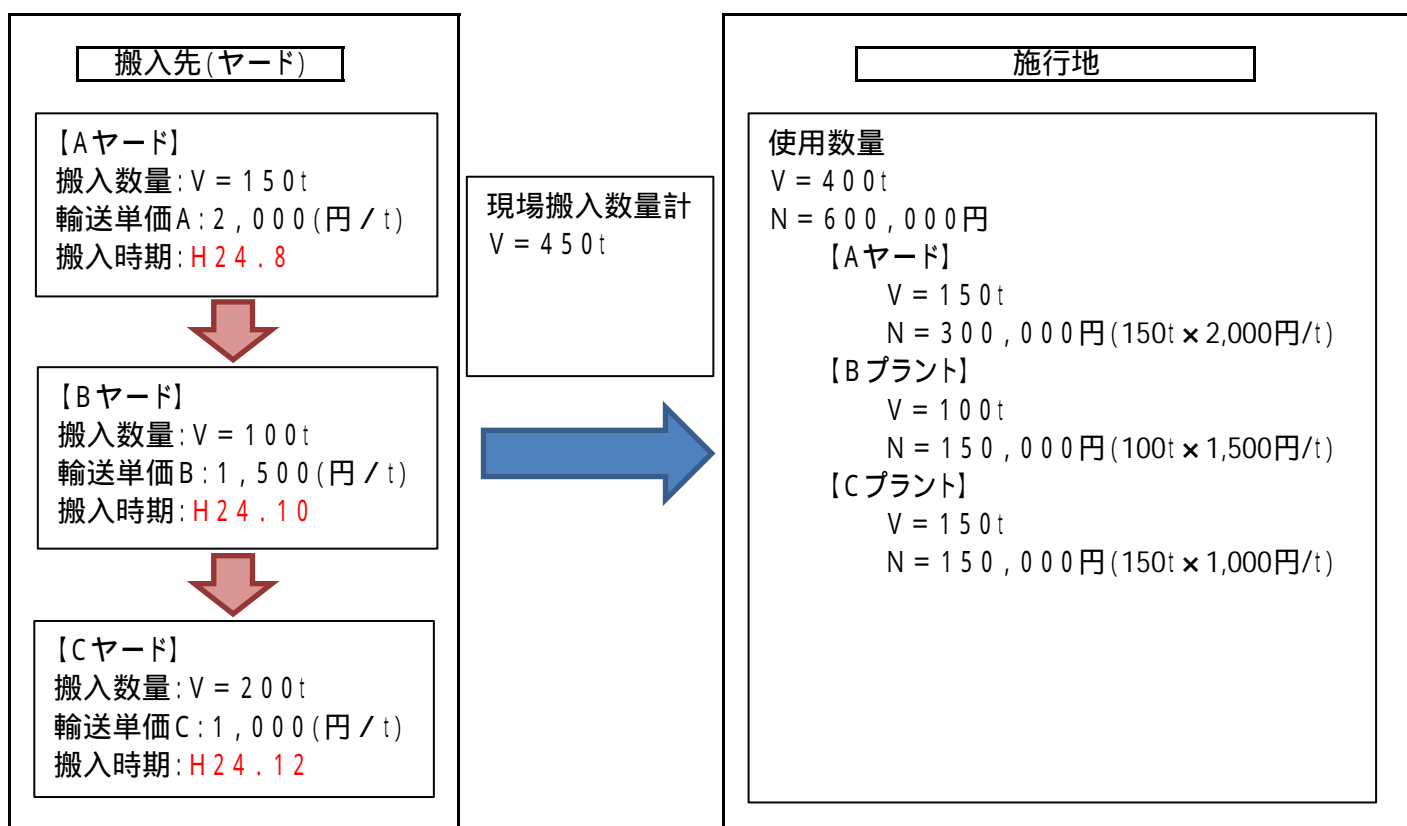 搬入先(ヤード)
【Aヤード】
搬入数量:V=150t
輸送単価A:2,000(円/t)
搬入時期:H24.8
【Bヤード】
搬入数量:V=100t
輸送単価B:1,500(円/t)
搬入時期:H24.10
【Cヤード】
搬入数量:V=200t
輸送単価C:1,000(円/t)
搬入時期:H24.12
現場搬入数量計
V=450t
施行地
使用数量
V=400t
N=600,000円
【Aヤード】
V=150t
N=300,000円(150t×2,000円/t)
【Bプラント】
V=100t
N=150,000円(100t×1,500円/t)
【Cプラント】
V=150t
N=150,000円(150t×1,000円/t)